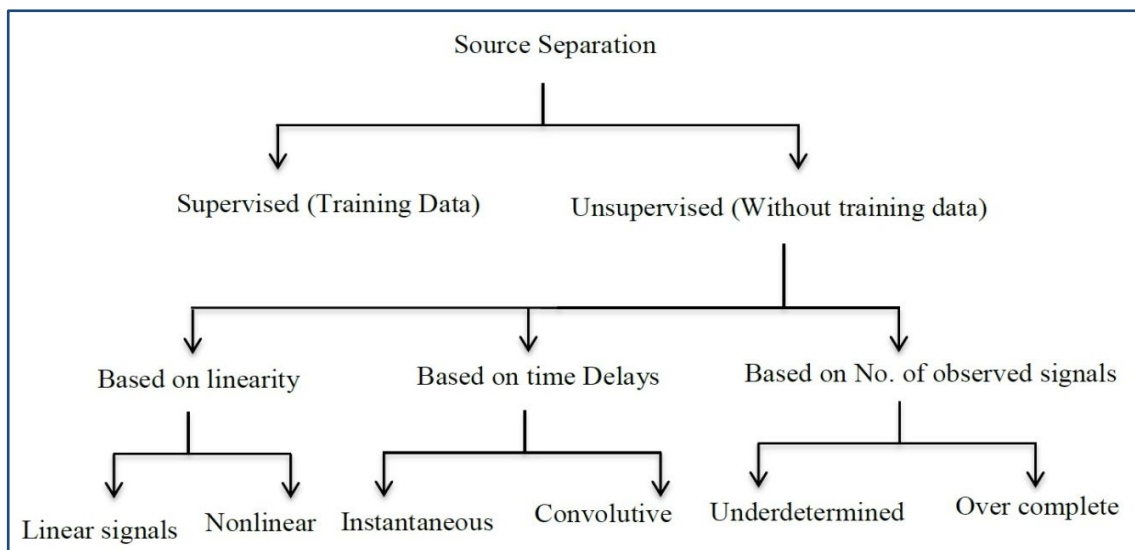 Source Separation
Supervised (Training Data)
Unsupervised (Without training data)
Based on linearity
Based on time Delays
Based on No. of observed signals
Linear signals
Nonlinear
Instantaneous
Convolutive
Underdetermined
Over complete